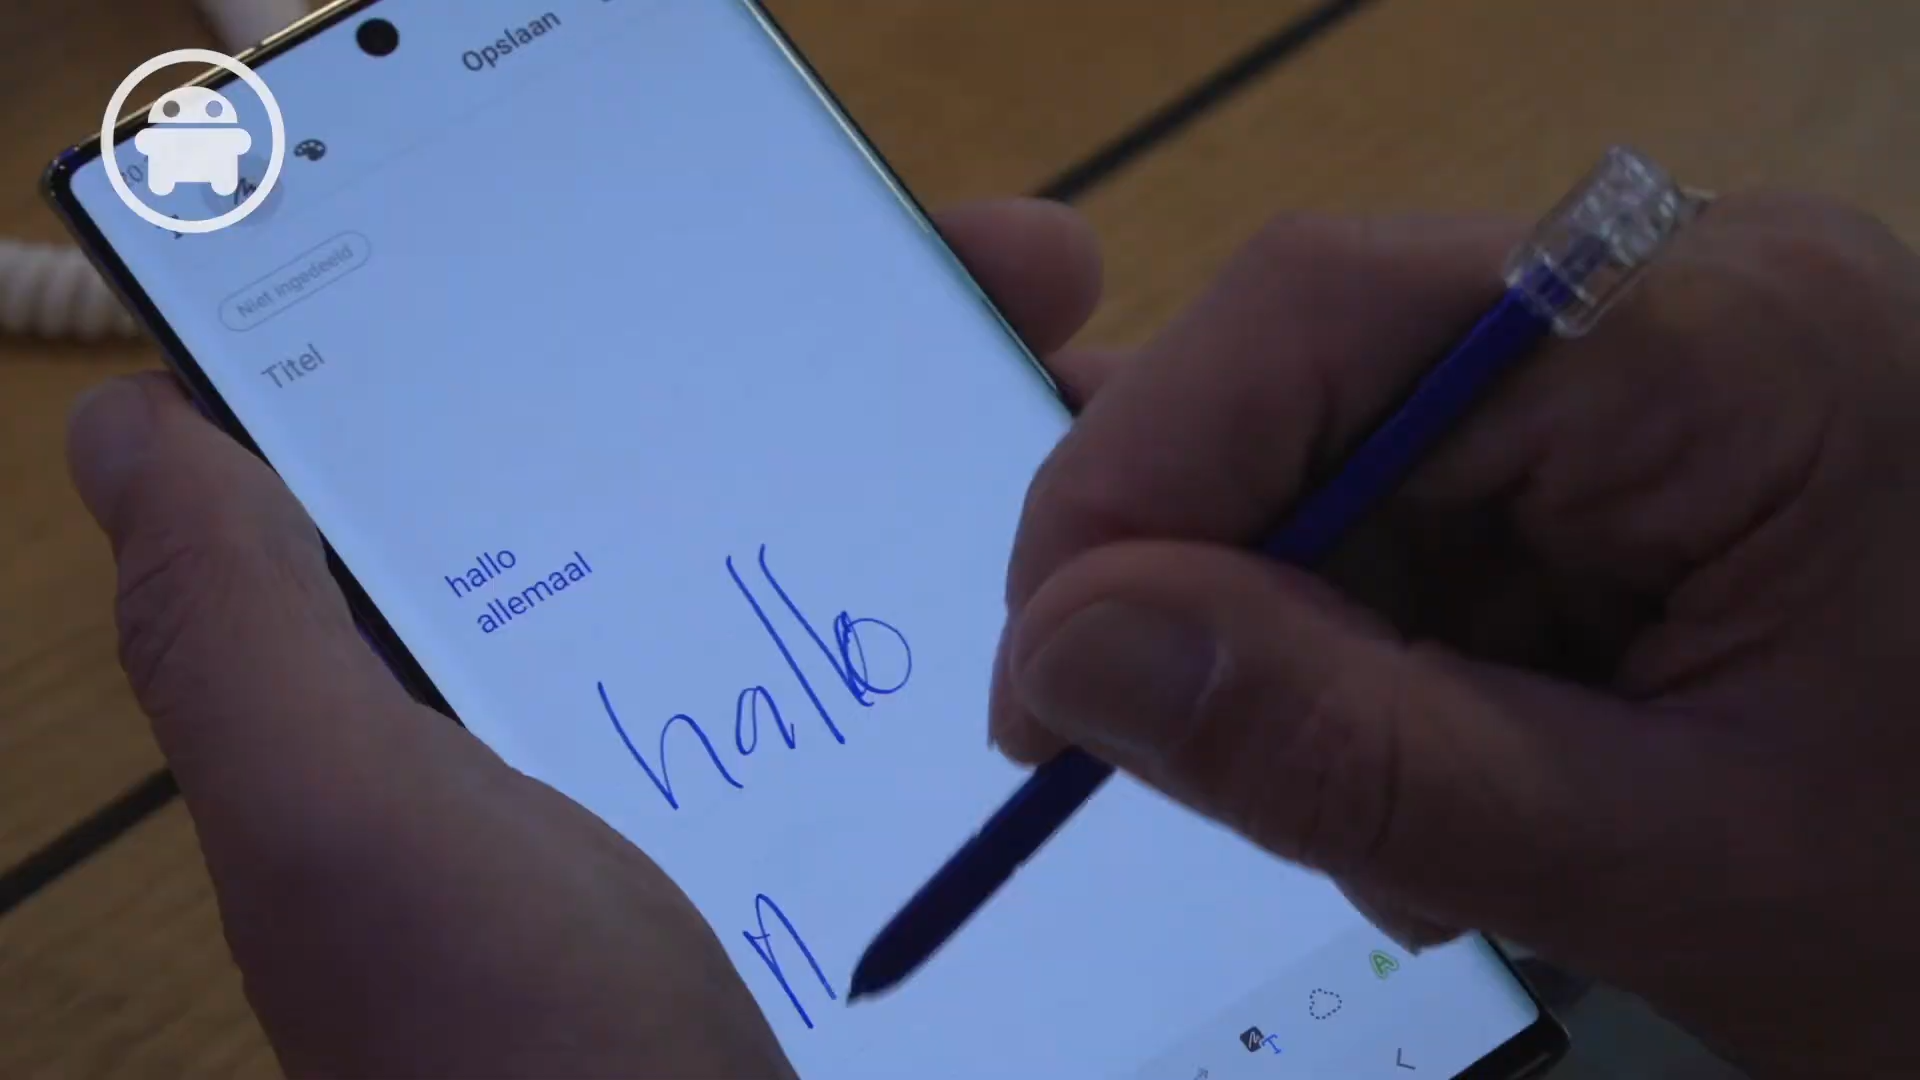 Opslaan
Niet ingedeeld
Titel
hallo
allemaal
hallo
A